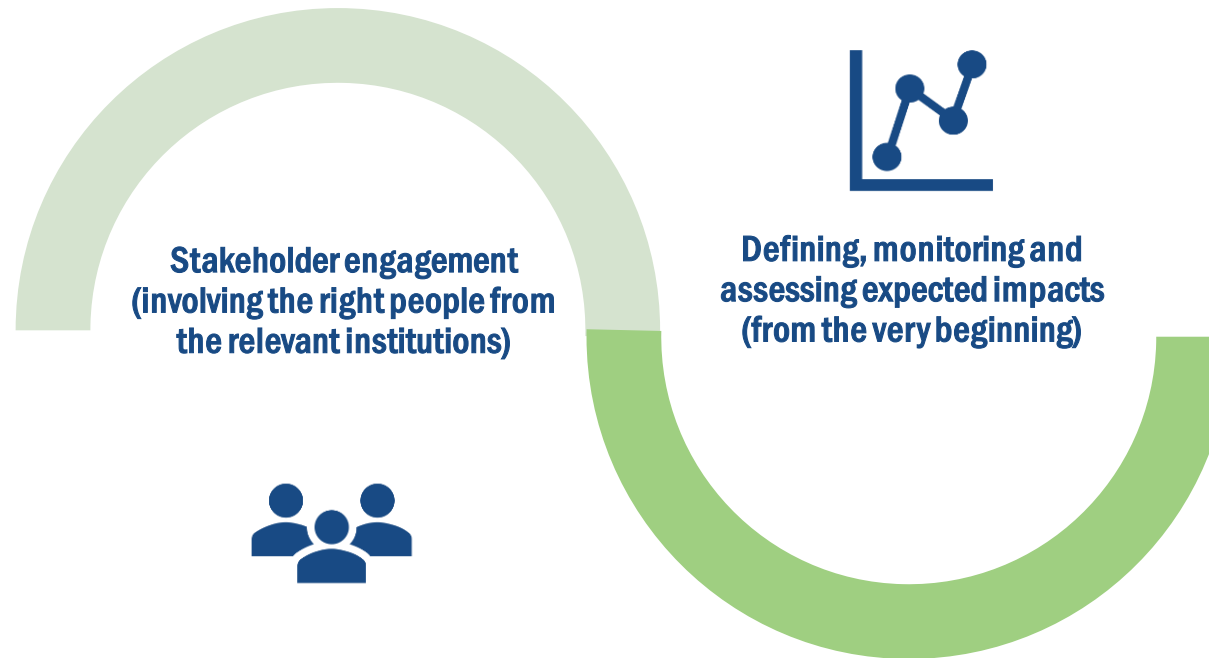 Stakeholder engagement
(involving the right people from
the relevant institutions)
Defining, monitoring and
assessing expected impacts
(from the very beginning)